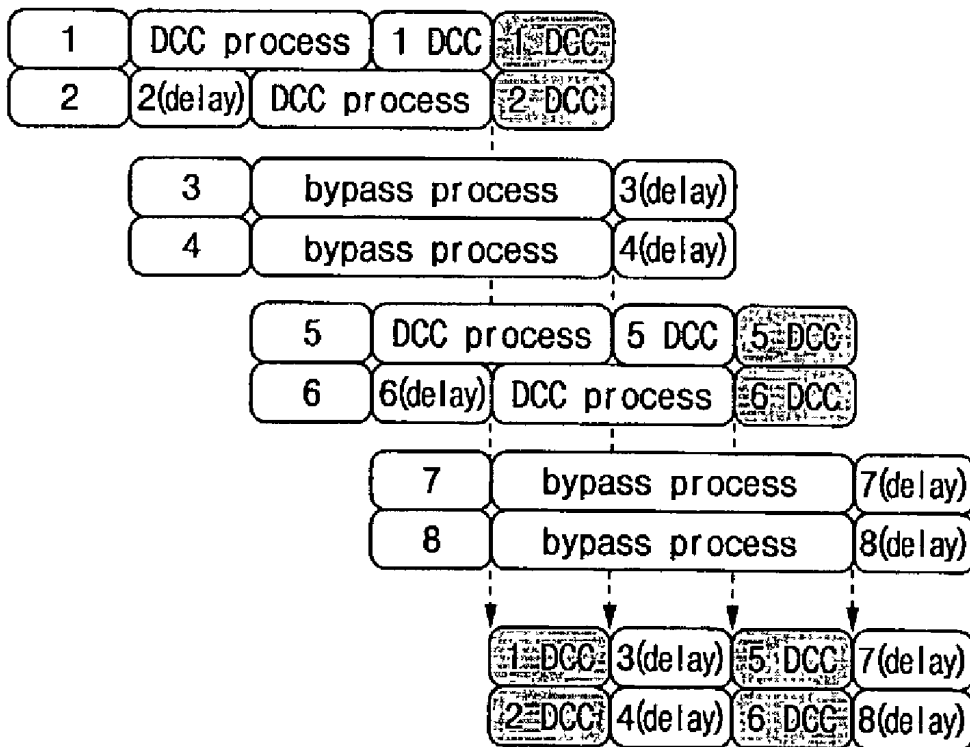 1 DCC process 1 DCC 1 DCC
2 2(delay) DCC process 2 DCC
3 bypass process 3(delay)
4 bypass process 4(delay)
5 DCC process 5 DCC 5 DCC
6 6(delay) DCC process 6 DCC
7 bypass process 7(delay)
8 bypass process 8(delay)
1 DCC 3(delay) 5 DCC 7(delay)
2 DCC 4(delay) 6 DCC 8(delay)